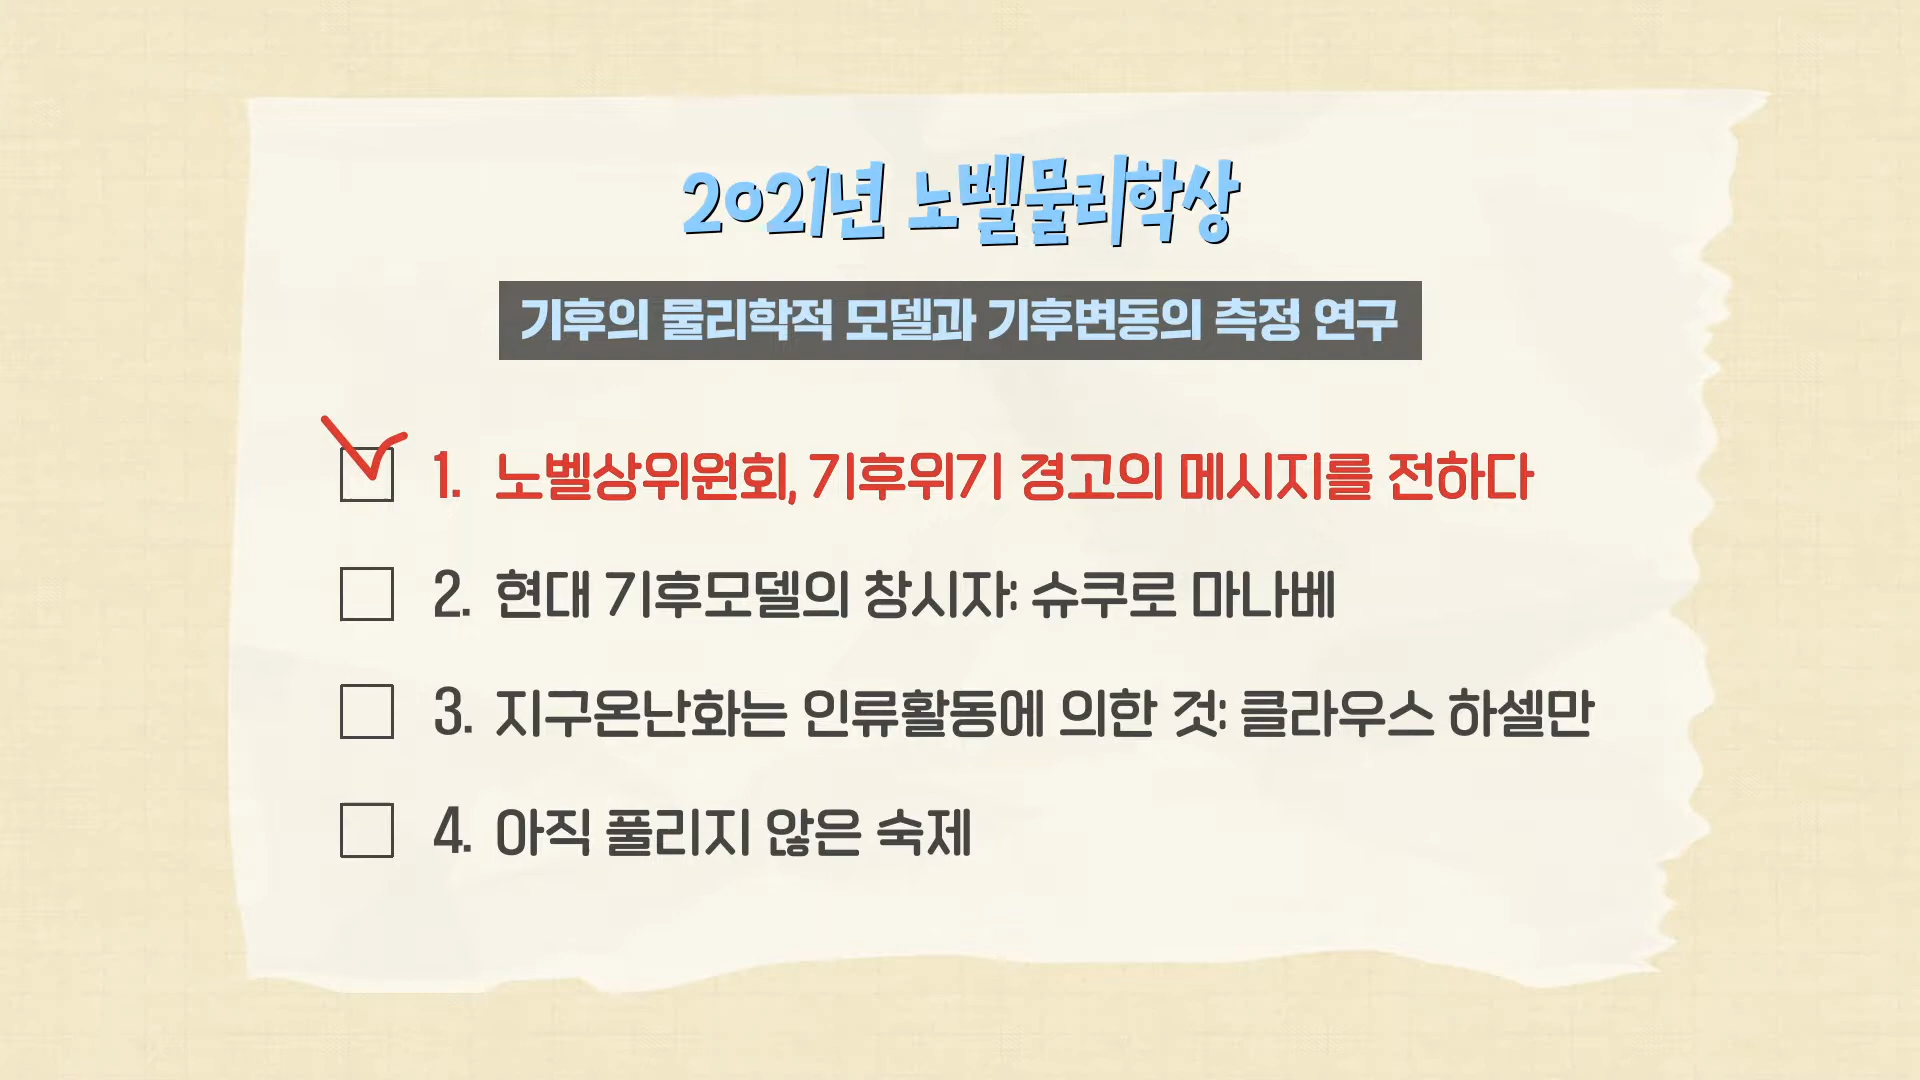 2021년 노벨물리학상
기후의 물리학적 모델과 기후변동의 측정 연구
1. 노벨상위원회, 기후위기 경고의 메시지를 전하다
2. 현대 기후모델의 창시자: 슈쿠로 마나베
3. 지구온난화는 인류활동에 의한 것: 클라우스 하셀만
4. 아직 풀리지 않은 숙제